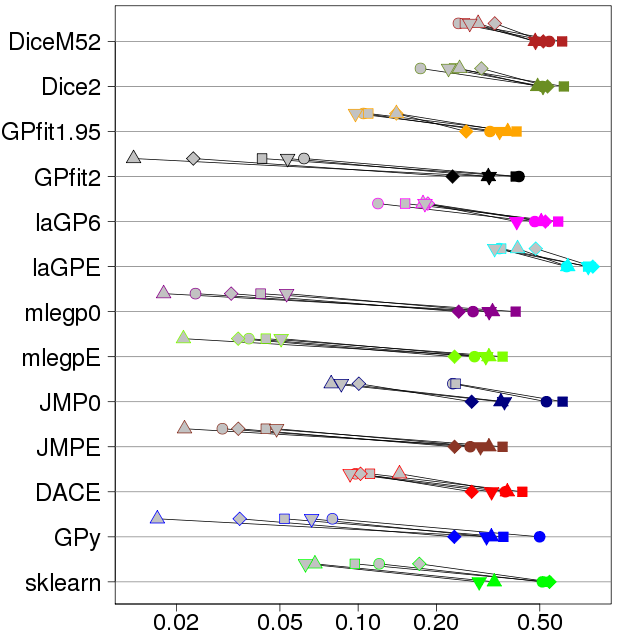 DiceM52
Dice2
GPfit1.95
GPfit2
laGP6
laGPE
mlegp0
mlegpE
JMP0
JMPE
DACE
GPy
sklearn
0.02 0.05 0.10 0.20 0.50